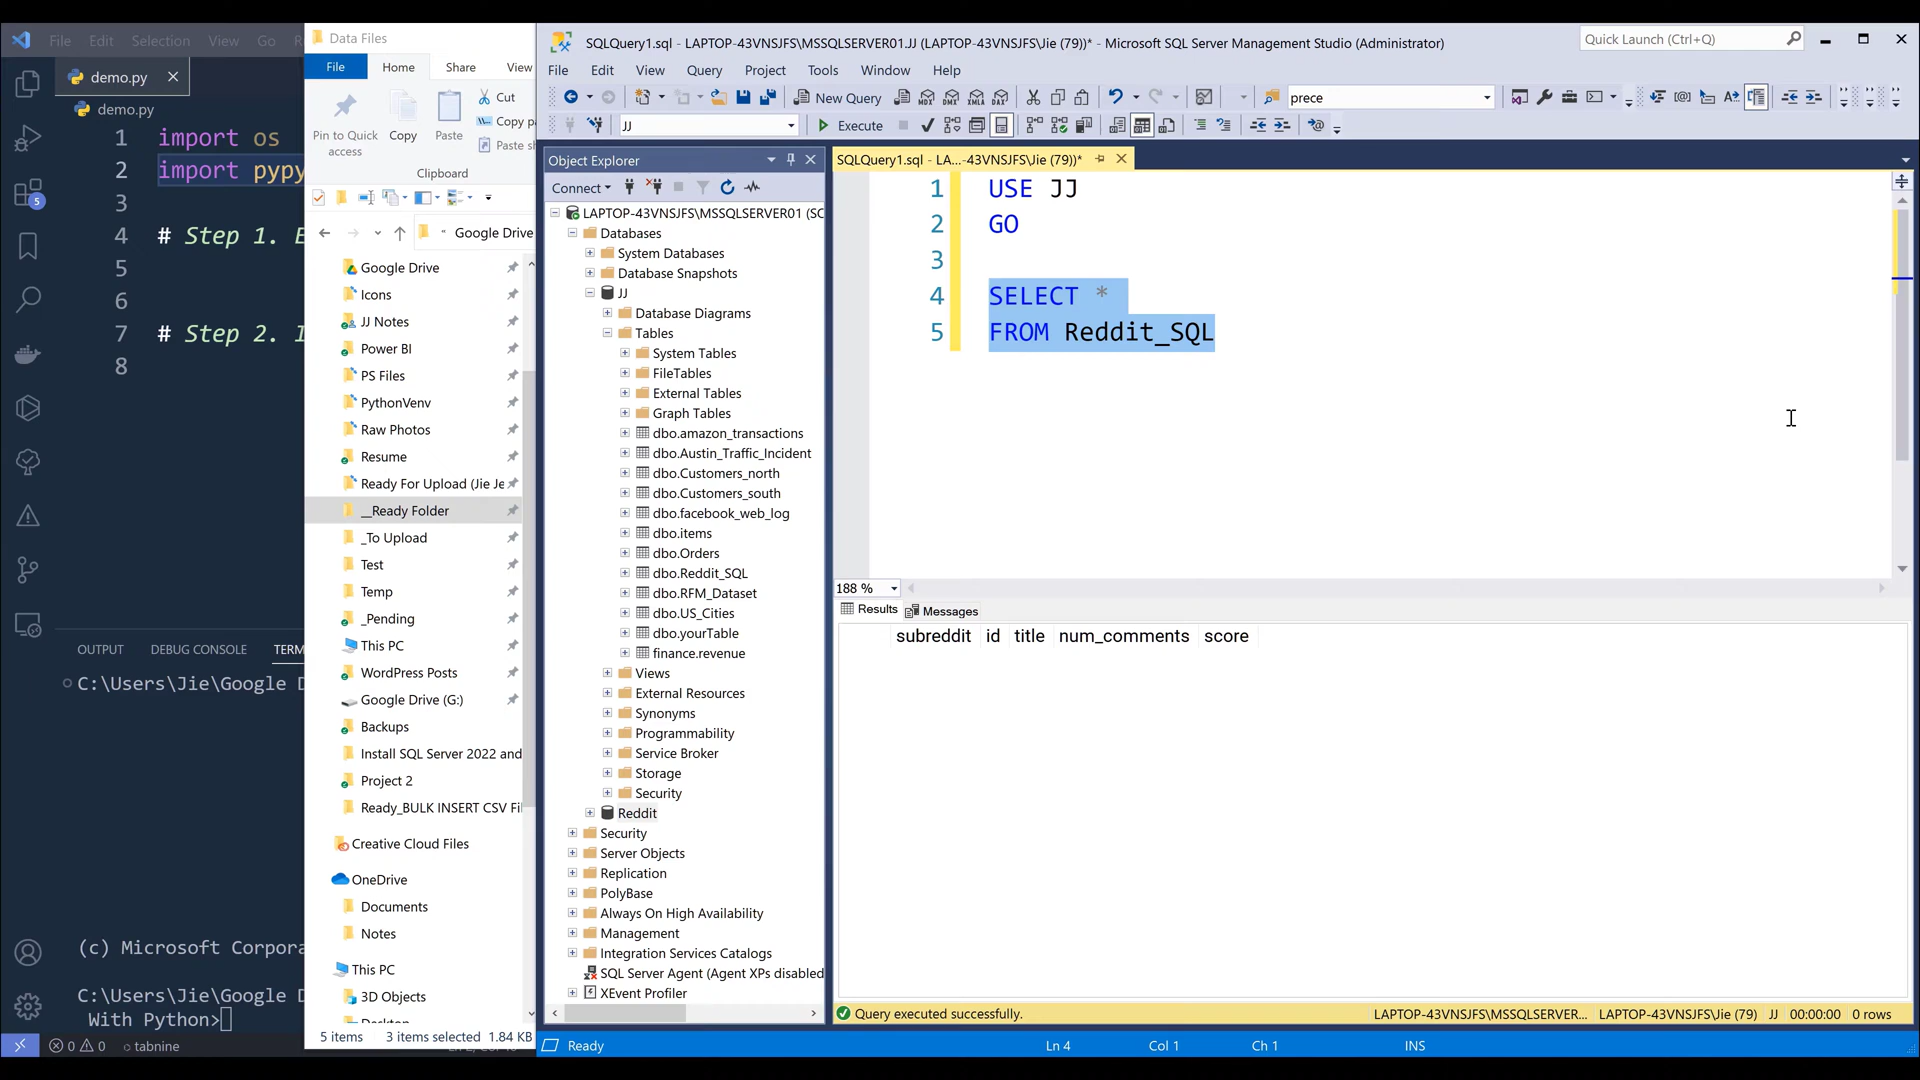 File Edit Selection View Go R
demo.py
demo.py
1 import os
2 import pypy
3
4 # Step 1. E
5
6
7 # Step 2. I
8
OUTPUT DEBUG CONSOLE TERM
C:\Users\Jie\Google D
(c) Microsoft Corpora
C:\Users\Jie\Google D
With Python>
5
0 0 tabnine
Data Files
File Home Share View
Pin to Quick access
Copy
Paste
Cut
Copy p
Paste sh
Clipboard
Google Drive
Google Drive
Icons
JJ Notes
Power BI
PS Files
PythonVenv
Raw Photos
Resume
Ready For Upload (Jie Je
__Ready Folder
_To Upload
Test
Temp
_Pending
This PC
WordPress Posts
Google Drive (G:)
Backups
Install SQL Server 2022 and
Project 2
Ready_BULK INSERT CSV Fi
Creative Cloud Files
OneDrive
Documents
Notes
This PC
3D Objects
Desktop
5 items 3 items selected 1.84 KB
SQLQuery1.sql - LAPTOP-43VNSJFS\MSSQLSERVER01.JJ (LAPTOP-43VNSJFS\Jie (79))* - Microsoft SQL Server Management Studio (Administrator)
Quick Launch (Ctrl+Q)
File Edit View Query Project Tools Window Help
New Query
MDX DMX XMLA DAX
prece
JJ
Execute
Object Explorer
Connect
LAPTOP-43VNSJFS\MSSQLSERVER01 (SC
Databases
System Databases
Database Snapshots
JJ
Database Diagrams
Tables
System Tables
FileTables
External Tables
Graph Tables
dbo.amazon_transactions
dbo.Austin_Traffic_Incident
dbo.Customers_north
dbo.Customers_south
dbo.facebook_web_log
dbo.items
dbo.Orders
dbo.Reddit_SQL
dbo.RFM_Dataset
dbo.US_Cities
dbo.yourTable
finance.revenue
Views
External Resources
Synonyms
Programmability
Service Broker
Storage
Security
Reddit
Security
Server Objects
Replication
PolyBase
Always On High Availability
Management
Integration Services Catalogs
SQL Server Agent (Agent XPs disabled
XEvent Profiler
SQLQuery1.sql - LA...-43VNSJFS\Jie (79))*
1 USE JJ
2 GO
3
4 SELECT *
5 FROM Reddit_SQL
188 %
Results Messages
subreddit id title num_comments score
Query executed successfully.
LAPTOP-43VNSJFS\MSSQLSERVER... LAPTOP-43VNSJFS\Jie (79) JJ 00:00:00 0 rows
Ready Ln 4 Col 1 Ch 1 INS